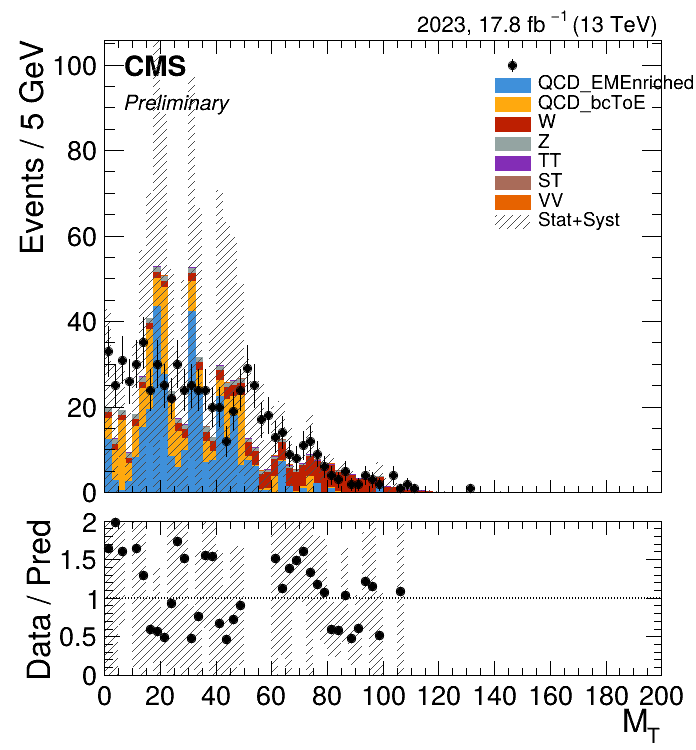 2023, 17.8 fb⁻¹ (13 TeV)
Events / 5 GeV
CMS
Preliminary
QCD_EMEnriched
QCD_bcToE
W
Z
TT
ST
VV
Stat+Syst
100
80
60
40
20
0
Data / Pred
2
1.5
1
0.5
0
0 20 40 60 80 100 120 140 160 180 200
M_T